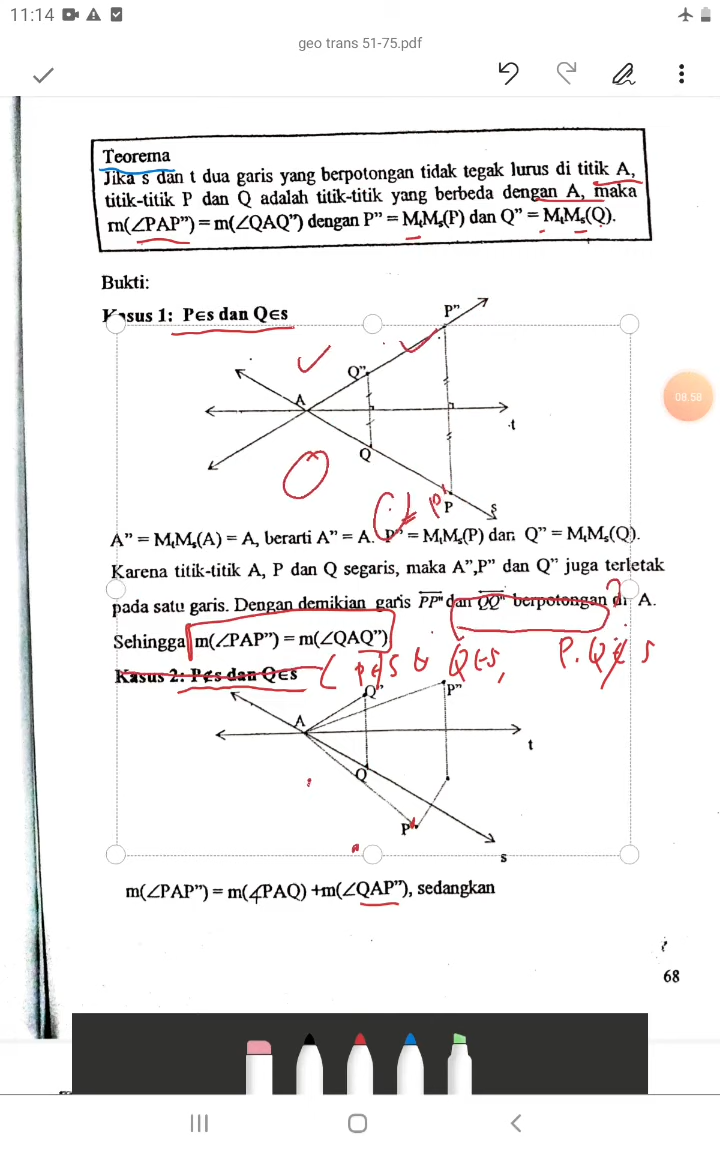 11:14
geo trans 51-75.pdf
Teorema
Jika s dan t dua garis yang berpotongan tidak tegak lurus di titik A,
titik-titik P dan Q adalah titik-titik yang berbeda dengan A, maka
m(∠PAP”) = m(∠QAQ”) dengan P” = MₜMₛ(P) dan Q” = MₜMₛ(Q).
Bukti:
Kasus 1: P∈s dan Q∈s
P”
Q”
A
t
Q
P
s
08.58
A” = MₜMₛ(A) = A, berarti A” = A. P” = MₜMₛ(P) dan Q” = MₜMₛ(Q).
Karena titik-titik A, P dan Q segaris, maka A”,P” dan Q” juga terletak
pada satu garis. Dengan demikian garis PP” dan QQ” berpotongan di A.
Sehingga m(∠PAP”) = m(∠QAQ”)
Kasus 2: P∉s dan Q∈s
P∉S & Q∈S, P.Q∉S
Q”
P”
A
t
Q
P
s
m(∠PAP”) = m(∡PAQ) +m(∠QAP”), sedangkan
68